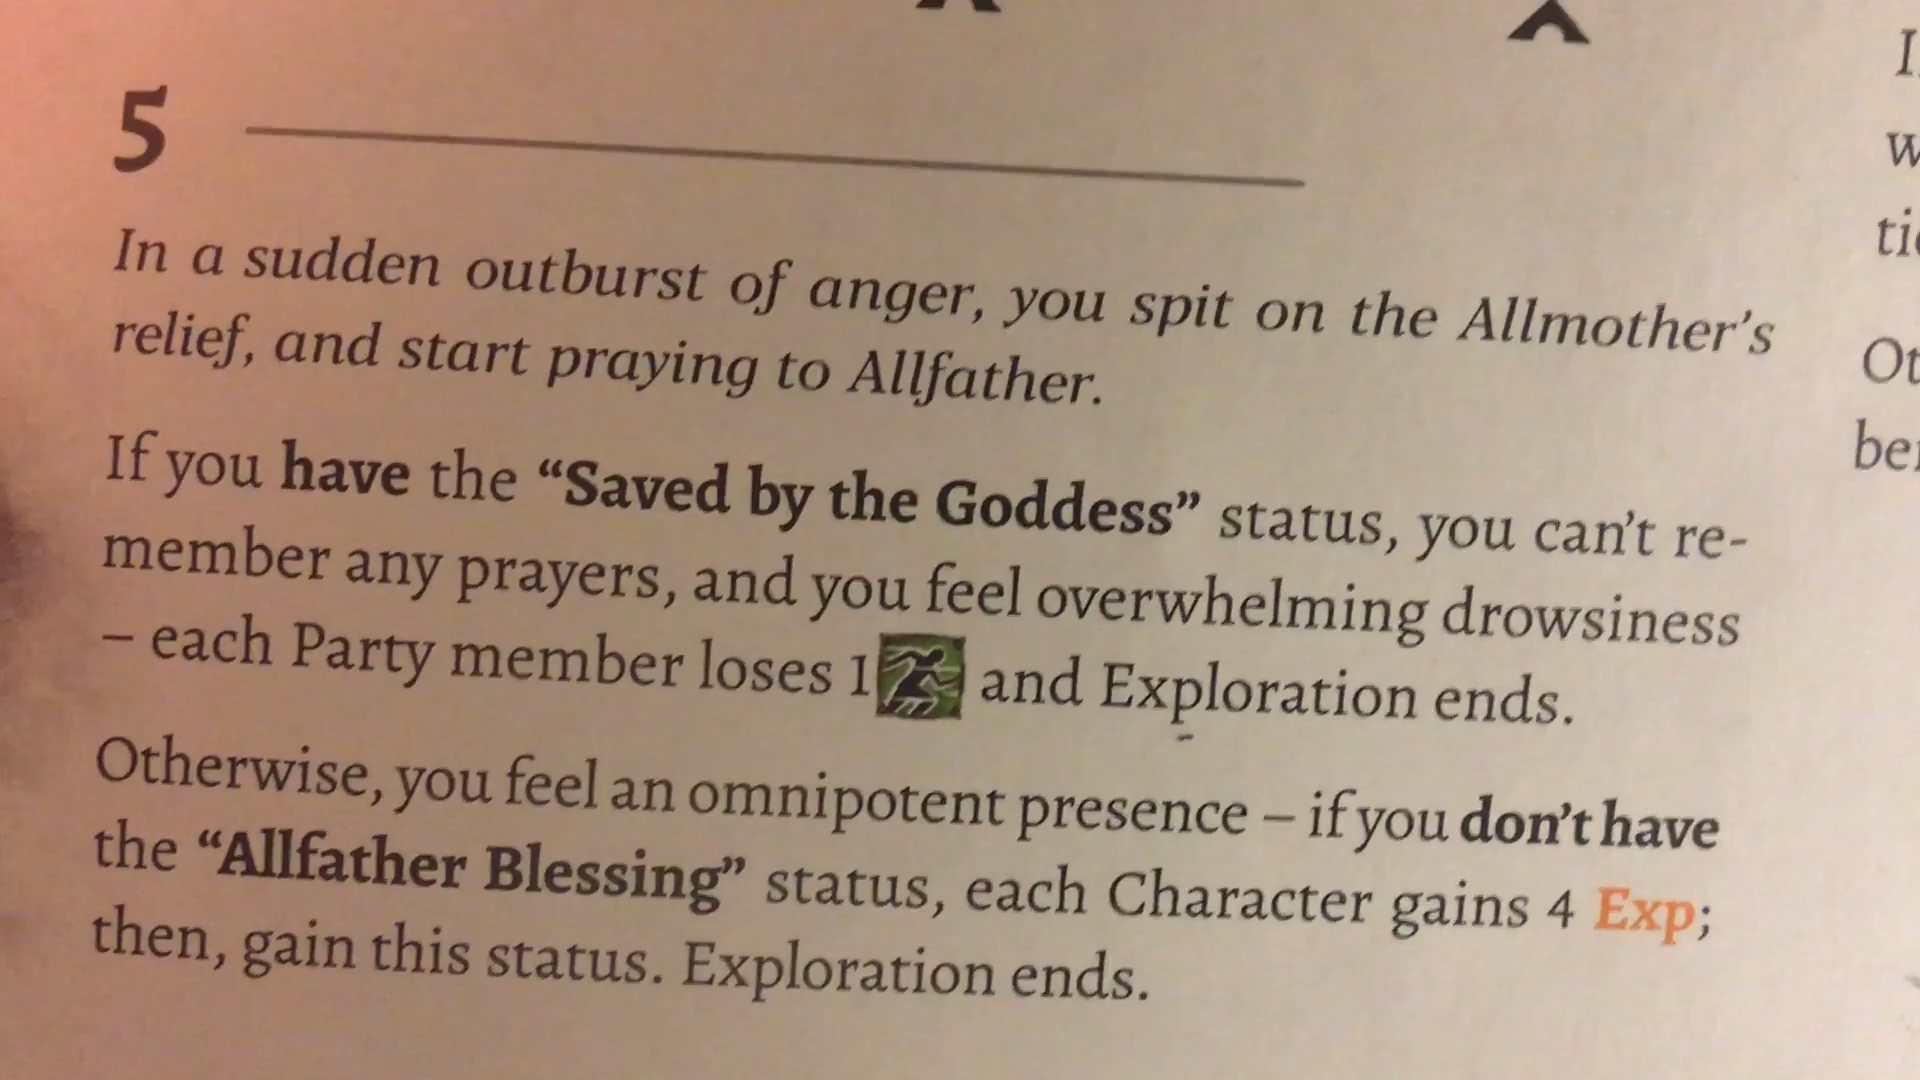 5
In a sudden outburst of anger, you spit on the Allmother's
relief, and start praying to Allfather.
If you have the “Saved by the Goddess” status, you can't re-
member any prayers, and you feel overwhelming drowsiness
– each Party member loses 1 and Exploration ends.
Otherwise, you feel an omnipotent presence – if you don't have
the “Allfather Blessing” status, each Character gains 4 Exp;
then, gain this status. Exploration ends.